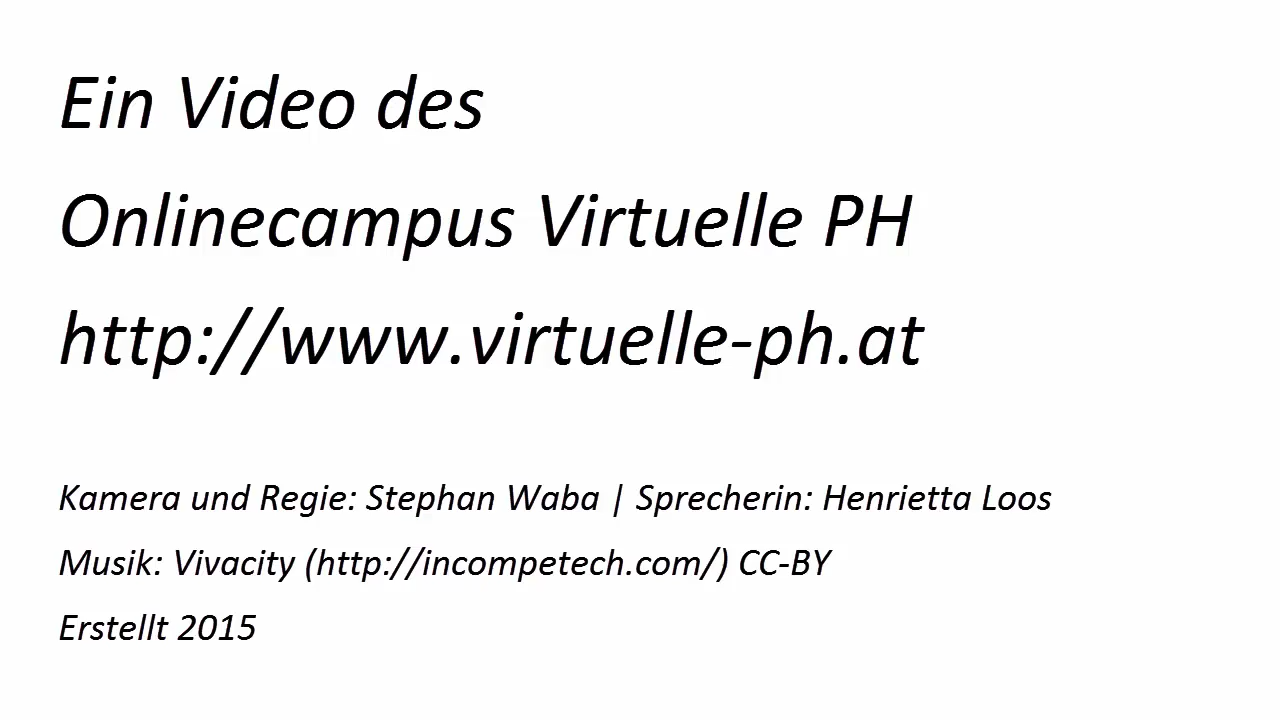 Ein Video des
Onlinecampus Virtuelle PH
http://www.virtuelle-ph.at
Kamera und Regie: Stephan Waba | Sprecherin: Henrietta Loos
Musik: Vivacity (http://incompetech.com/) CC-BY
Erstellt 2015